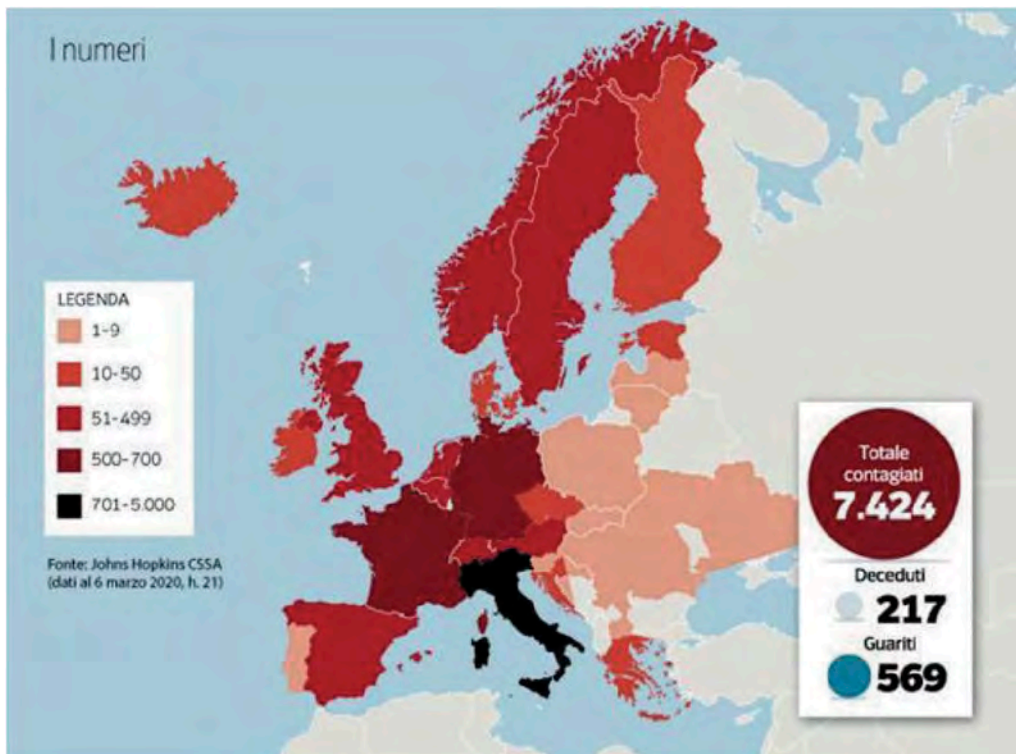 I numeri
LEGENDA
1-9
10-50
51-499
500-700
701-5.000
Fonte: Johns Hopkins CSSA
(dati al 6 marzo 2020, h. 21)
Totale
contagiati
7.424
Deceduti
217
Guariti
569